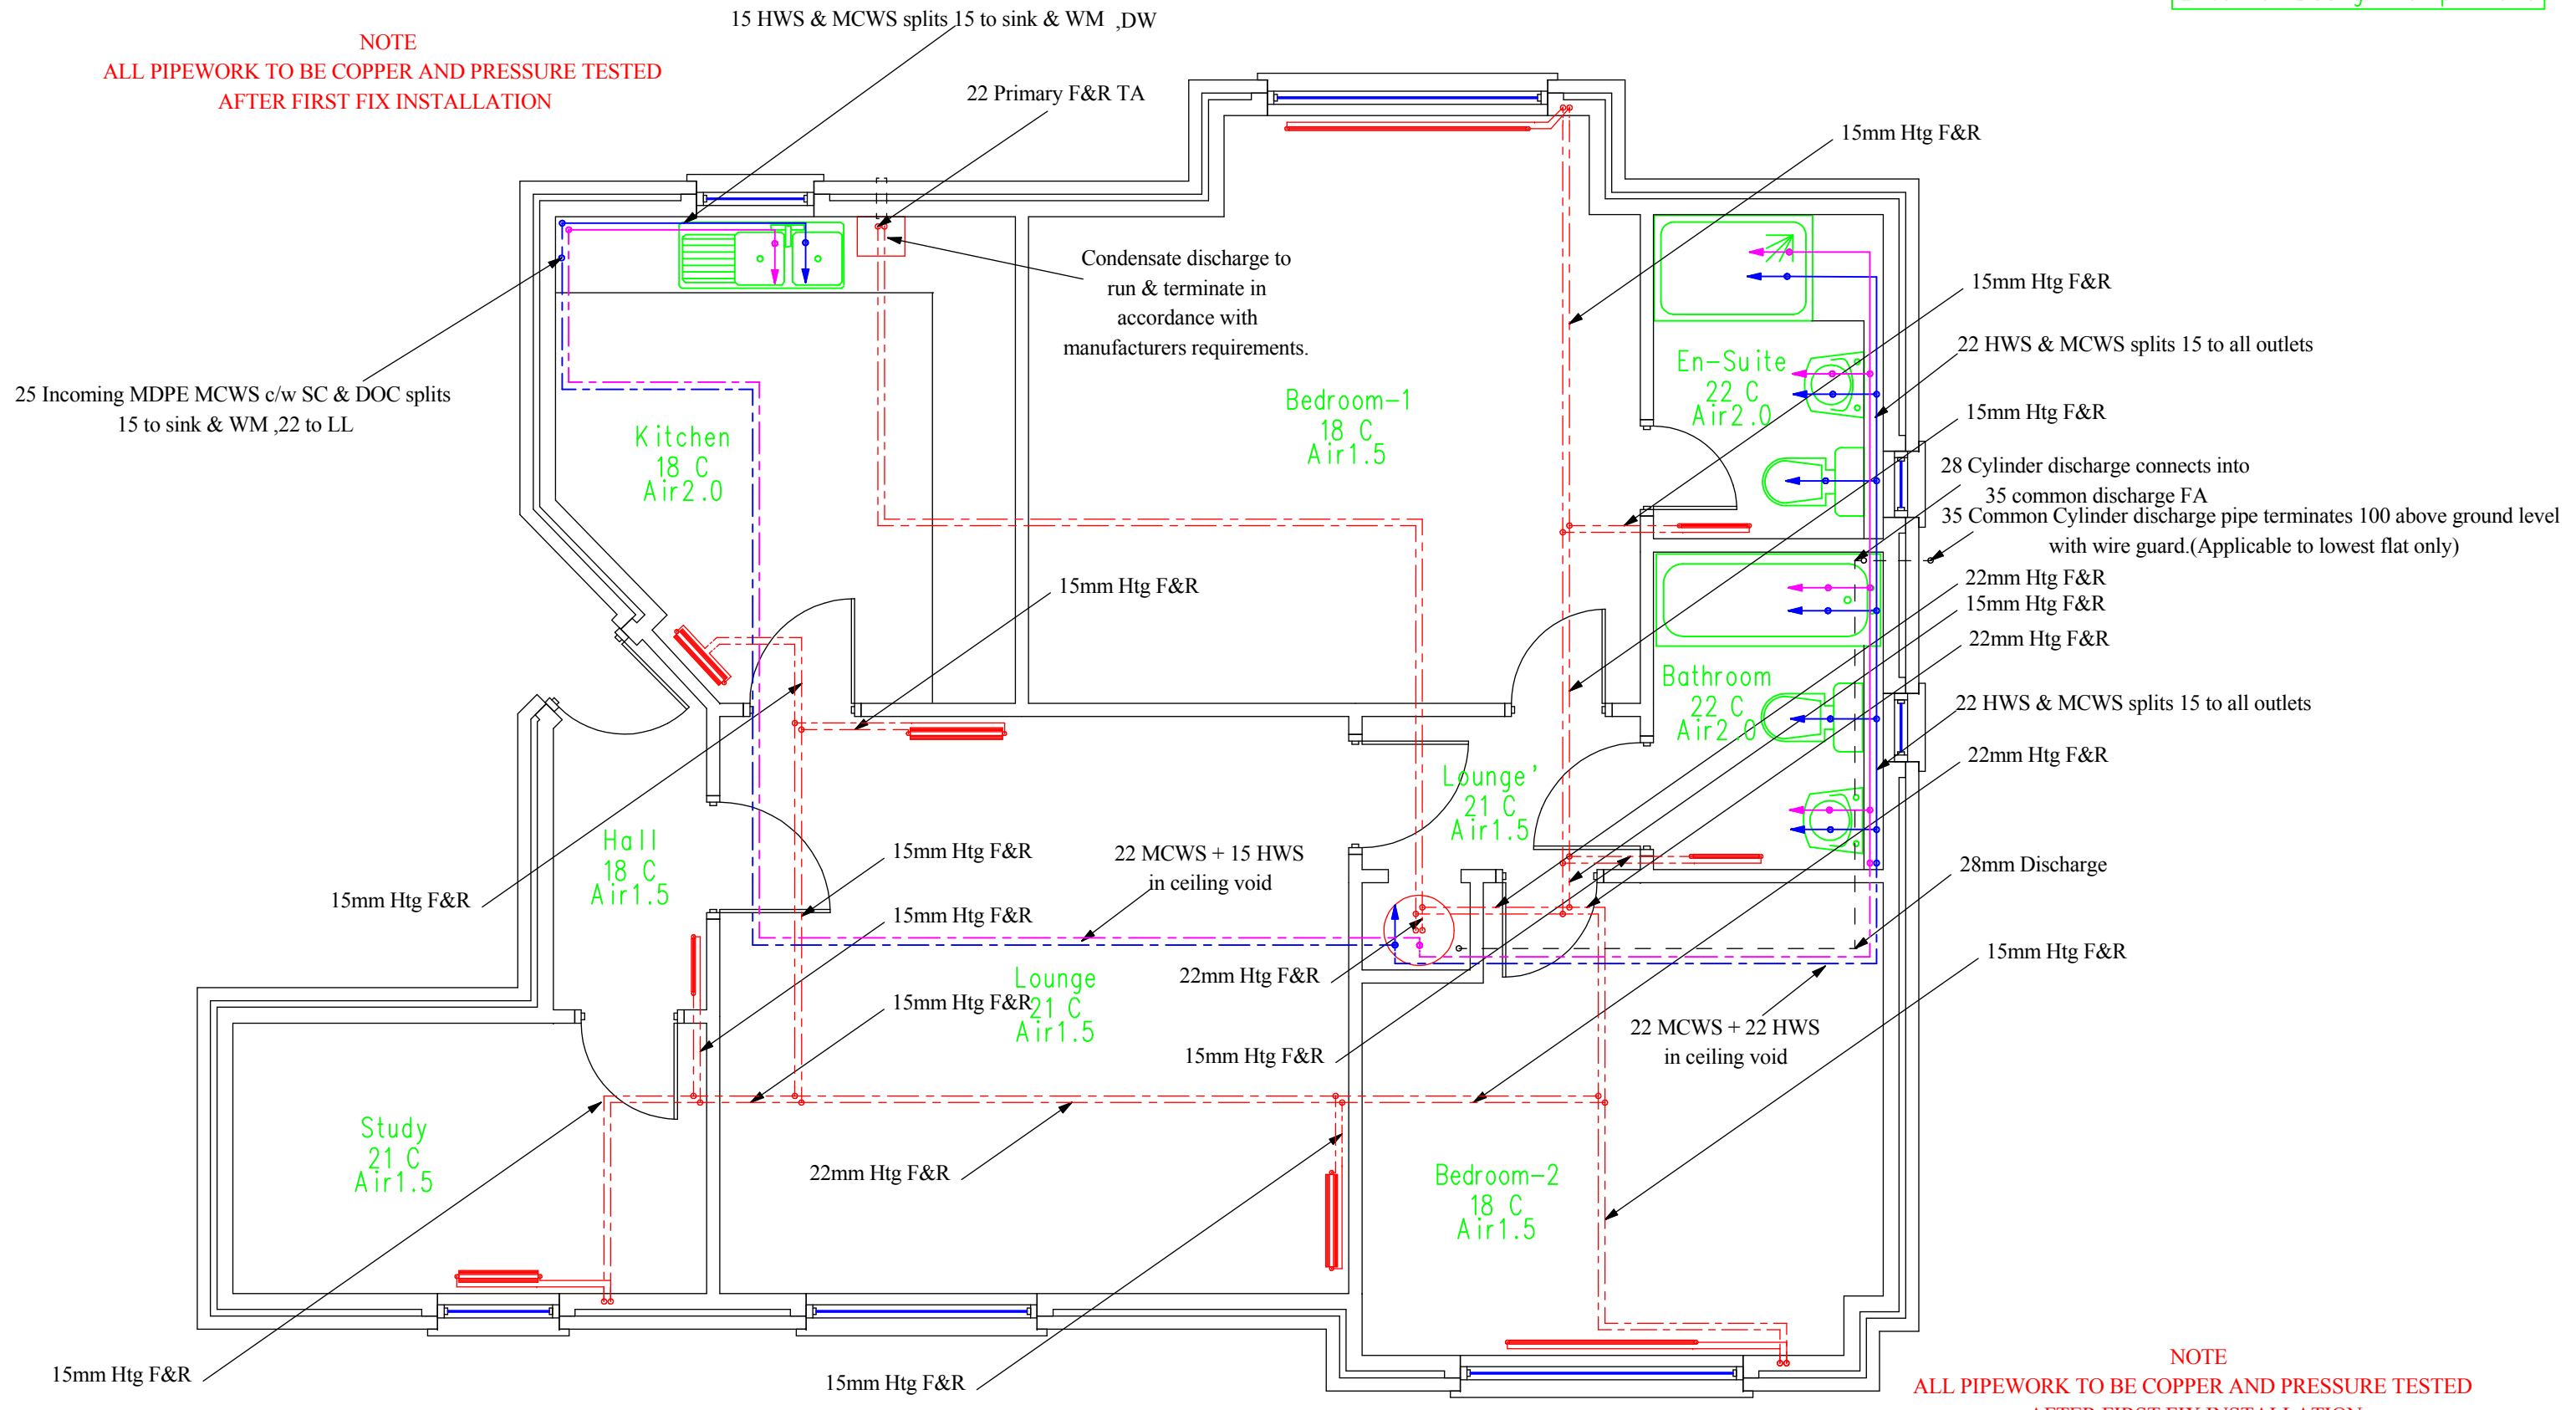 15 HWS & MCWS splits 15 to sink & WM ,DW
NOTE
ALL PIPEWORK TO BE COPPER AND PRESSURE TESTED
AFTER FIRST FIX INSTALLATION
22 Primary F&R TA
15mm Htg F&R
Condensate discharge to
run & terminate in
accordance with
manufacturers requirements.
15mm Htg F&R
22 HWS & MCWS splits 15 to all outlets
En-Suite
22 C
Air2.0
25 Incoming MDPE MCWS c/w SC & DOC splits
15 to sink & WM ,22 to LL
Bedroom-1
18 C
Air1.5
15mm Htg F&R
Kitchen
18 C
Air2.0
28 Cylinder discharge connects into
35 common discharge FA
35 Common Cylinder discharge pipe terminates 100 above ground level
with wire guard.(Applicable to lowest flat only)
15mm Htg F&R
22mm Htg F&R
15mm Htg F&R
22mm Htg F&R
Bathroom
22 C
Air2.0
22 HWS & MCWS splits 15 to all outlets
22mm Htg F&R
Lounge'
21 C
Air1.5
Hall
18 C
Air1.5
15mm Htg F&R
15mm Htg F&R
22 MCWS + 15 HWS
in ceiling void
28mm Discharge
15mm Htg F&R
15mm Htg F&R
Lounge
21 C
Air1.5
22mm Htg F&R
15mm Htg F&R
15mm Htg F&R
22 MCWS + 22 HWS
in ceiling void
Study
21 C
Air1.5
22mm Htg F&R
Bedroom-2
18 C
Air1.5
15mm Htg F&R
15mm Htg F&R
NOTE
ALL PIPEWORK TO BE COPPER AND PRESSURE TESTED
AFTER FIRST FIX INSTALLATION